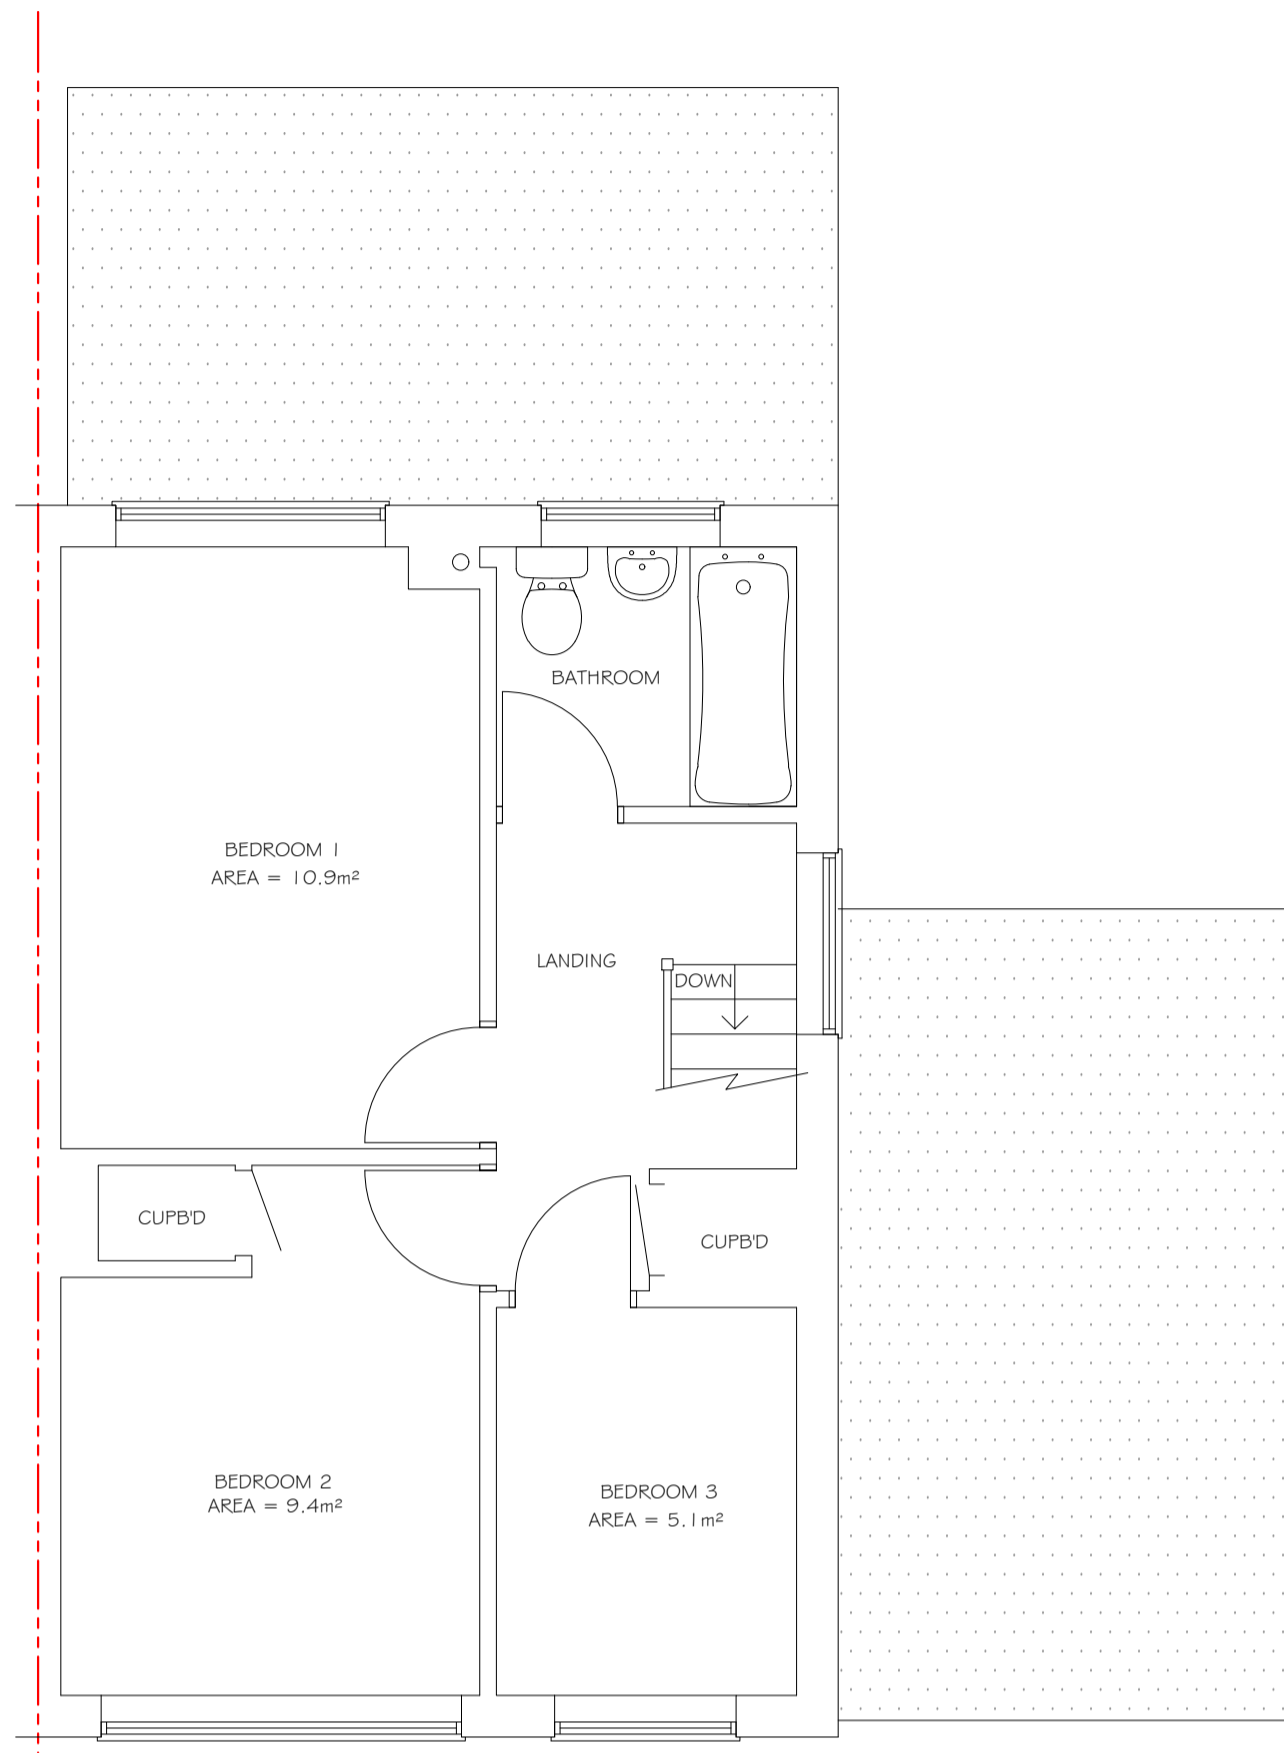 BATHROOM
BEDROOM 1
AREA = 10.9m²
LANDING
DOWN
CUPB'D
CUPB'D
BEDROOM 2
AREA = 9.4m²
BEDROOM 3
AREA = 5.1m²